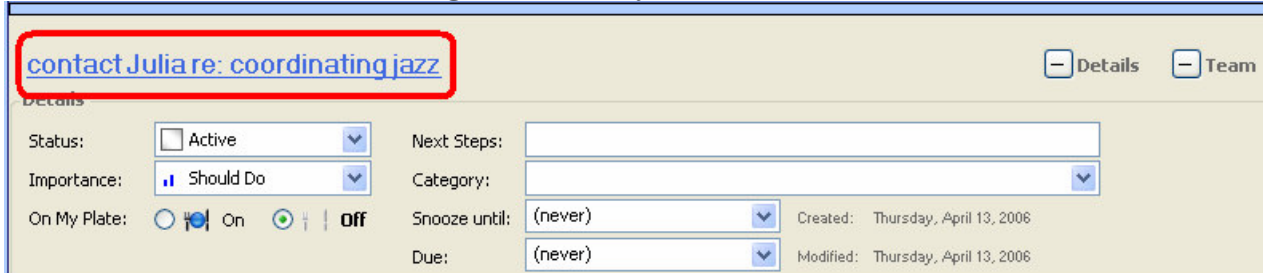 contact Julia re: coordinating jazz
Details Team
Details
Status: Active Next Steps:
Importance: Should Do Category:
On My Plate: On Off Snooze until: (never) Created: Thursday, April 13, 2006
Due: (never) Modified: Thursday, April 13, 2006